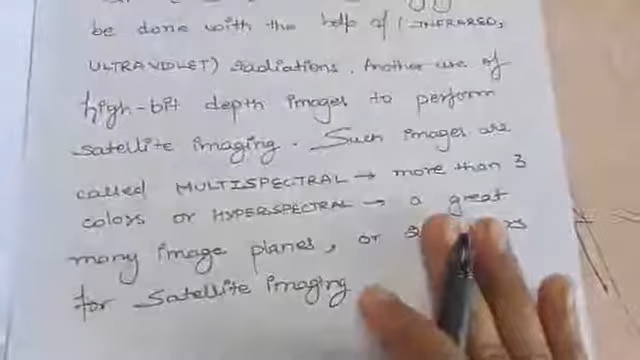 be done with the help of (INFRARED,
ULTRAVIOLET) radiations. Another use of
high-bit depth images to perform
satellite imaging. Such images are
called MULTISPECTRAL → more than 3
colors or HYPERSPECTRAL → a great
many image planes, or
for Satellite imaging